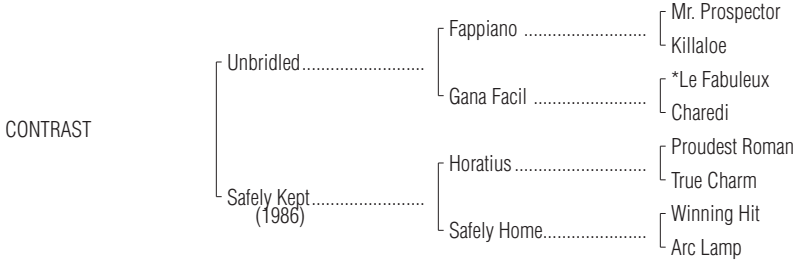 Mr. Prospector
Fappiano ..........................
Killaloe
Unbridled..........................
*Le Fabuleux
Gana Facil ........................
Charedi
CONTRAST
Proudest Roman
Horatius ............................
True Charm
Safely Kept........................
(1986)
Winning Hit
Safely Home......................
Arc Lamp